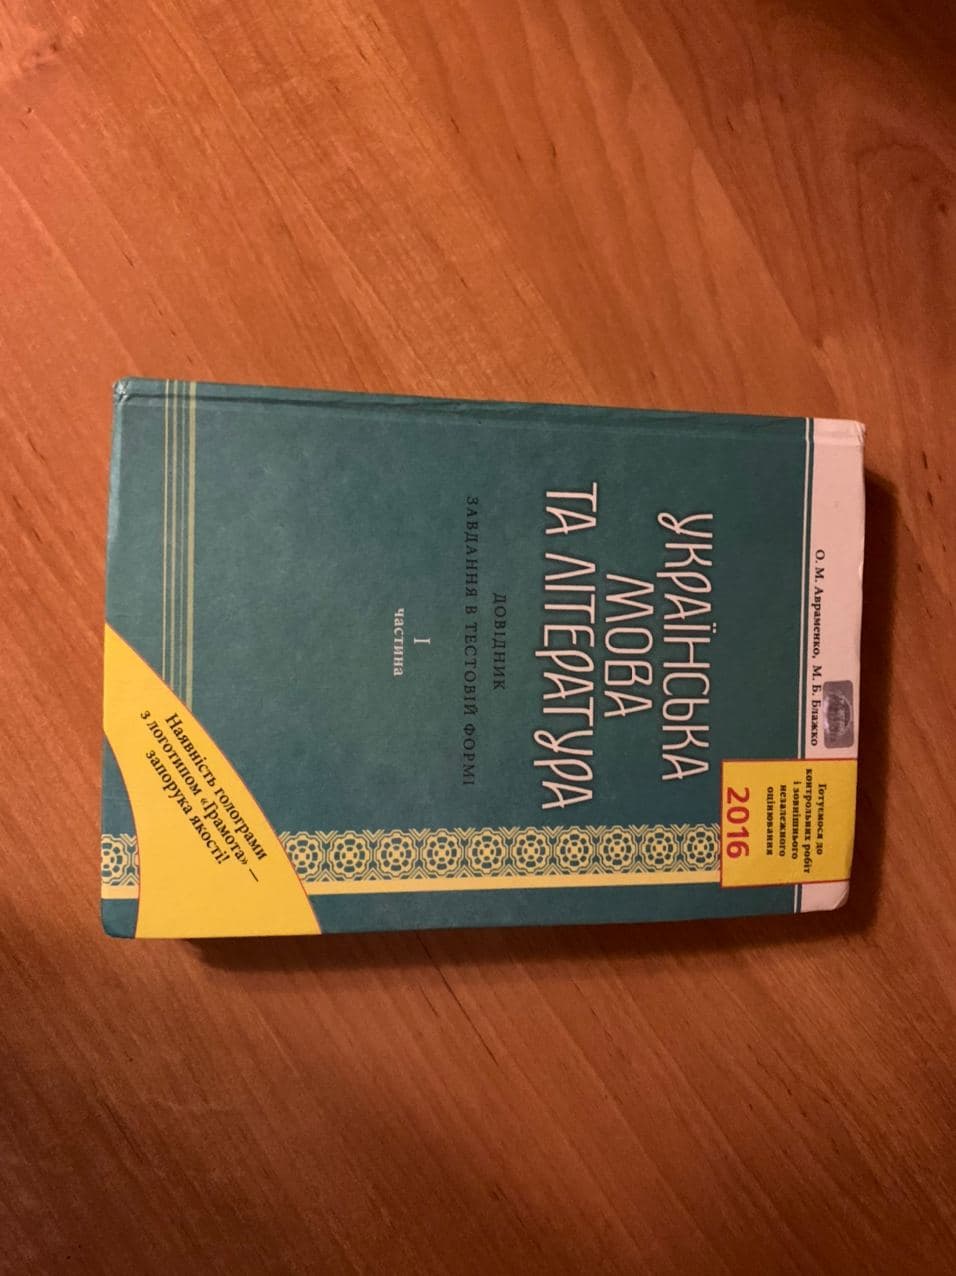 О. М. Авраменко, М. Б. Блажко
Готуємося до
контрольних робіт
і зовнішнього
незалежного
оцінювання
2016
УКРАЇНСЬКА
МОВА
ТА ЛІТЕРАТУРА
ДОВІДНИК
ЗАВДАННЯ В ТЕСТОВІЙ ФОРМІ
І
частина
Наявність голограми
з логотипом «Грамота» —
запорука якості!